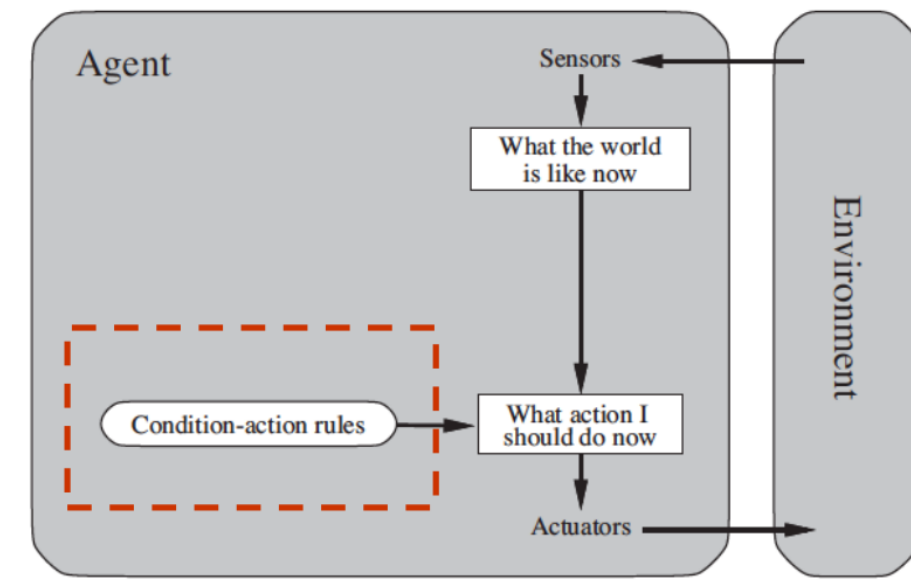 Agent
Sensors
What the world
is like now
Environment
Condition-action rules
What action I
should do now
Actuators